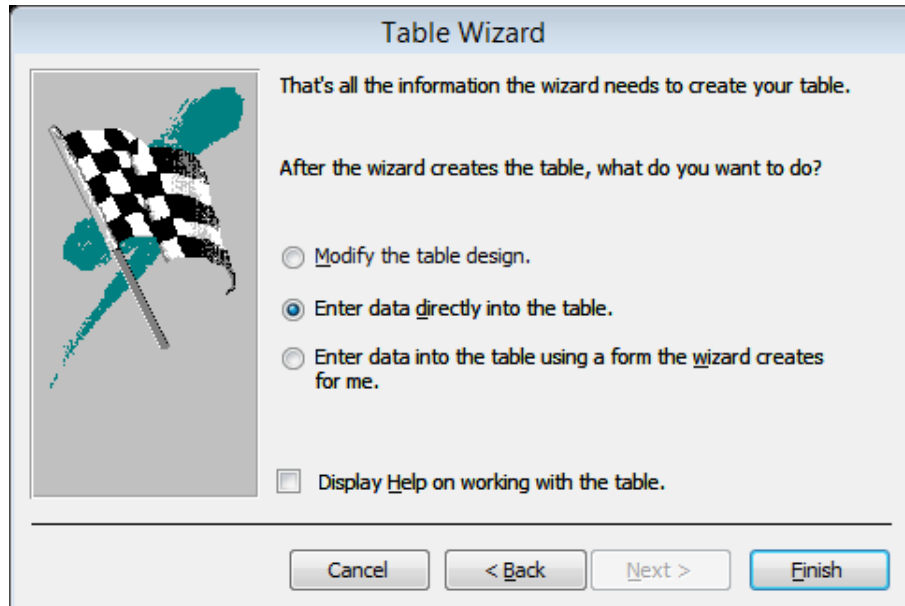 Table Wizard
That's all the information the wizard needs to create your table.
After the wizard creates the table, what do you want to do?
Modify the table design.
Enter data directly into the table.
Enter data into the table using a form the wizard creates
for me.
Display Help on working with the table.
Cancel
< Back
Next >
Finish